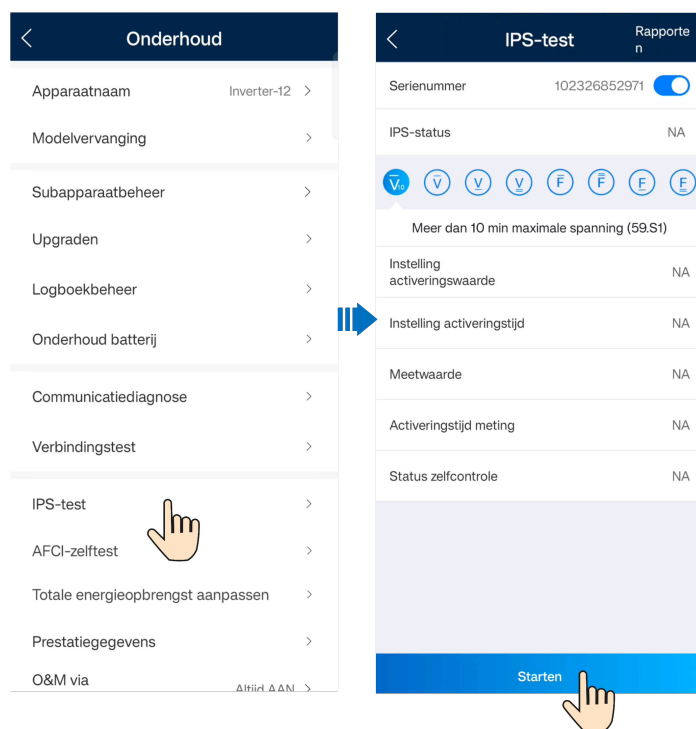 Onderhoud
Apparaatnaam Inverter-12
Modelvervanging
Subapparaatbeheer
Upgraden
Logboekbeheer
Onderhoud batterij
Communicatiediagnose
Verbindingstest
IPS-test
AFCI-zelftest
Totale energieopbrengst aanpassen
Prestatiegegevens
O&M via
Altijd AAN
IPS-test
Rapporte
n
Serienummer 102326852971
IPS-status NA
V10 V V V F F F F
Meer dan 10 min maximale spanning (59.S1)
Instelling
activeringswaarde NA
Instelling activeringstijd NA
Meetwaarde NA
Activeringstijd meting NA
Status zelfcontrole NA
Starten